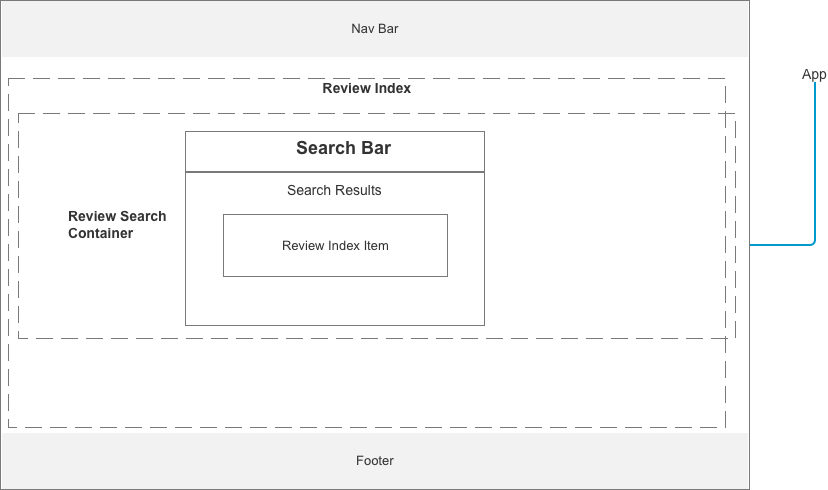 Nav Bar
App
Review Index
Search Bar
Search Results
Review Search
Container
Review Index Item
Footer